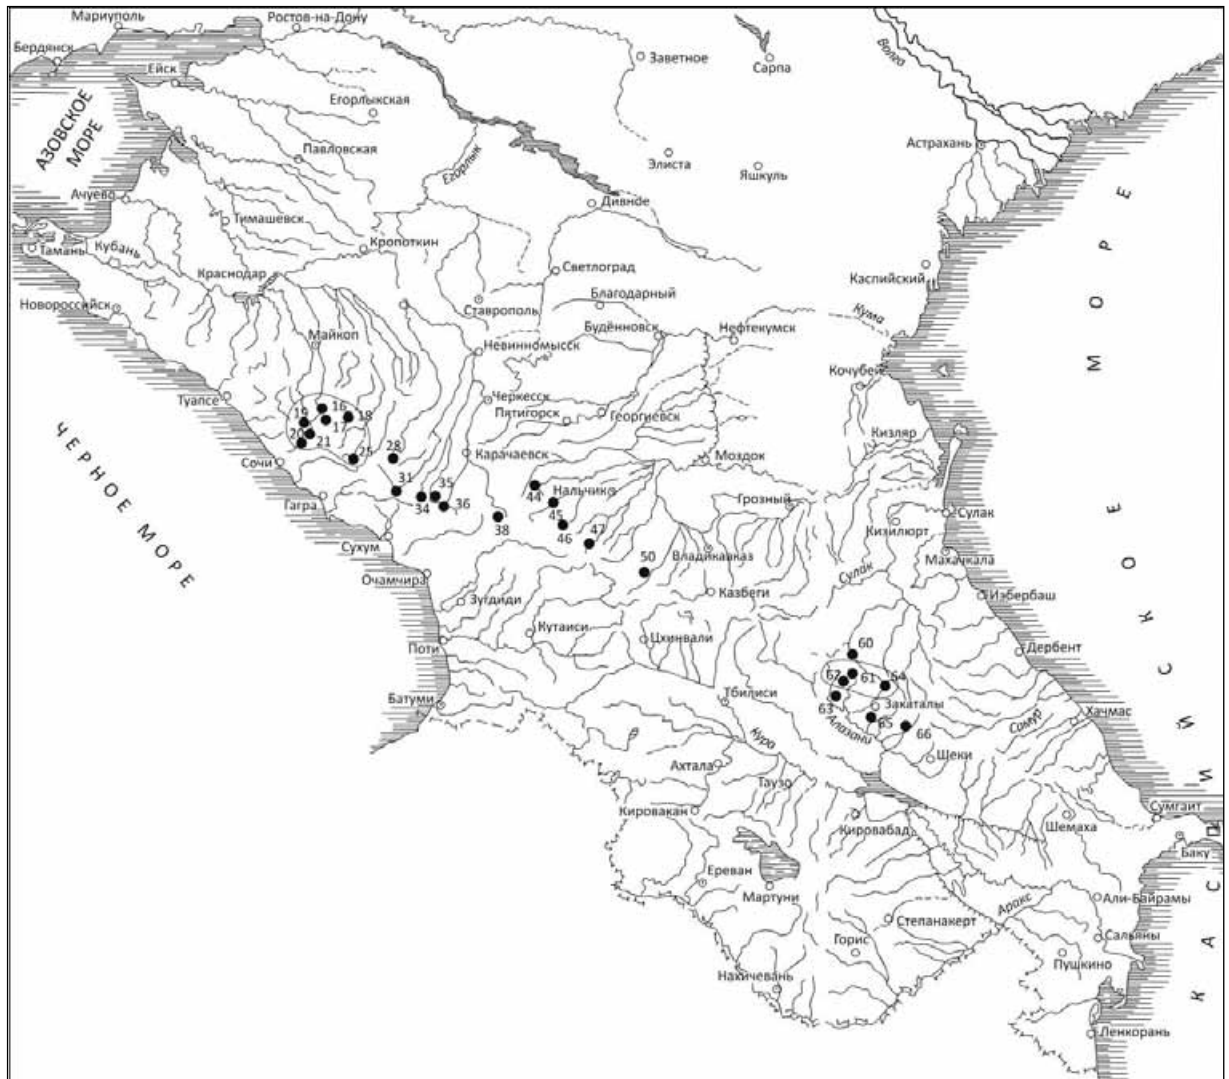 Мариуполь
Ростов-на-Дону
Бердянск
Заветное
Сарпа
Волга
Ейск
Егорлыкская
АЗОВСКОЕ
МОРЕ
Павловская
Егорлык
Элиста
Яшкуль
Астрахань
Ачуево
Дивное
Тимашевск
Тамань
Кубань
Кропоткин
Краснодар
Светлоград
Каспийский
Новороссийск
Ставрополь
Благодарный
Кума
Майкоп
Невинномысск
Будённовск
Нефтекумск
Кочубей
Туапсе
Черкесск
Пятигорск
Георгиевск
19
16
18
17
20
21
Кизляр
ЧЕРНОЕ МОРЕ
Сочи
25
28
Карачаевск
Моздок
31
35
44
Нальчик
Грозный
Гагра
34
36
38
45
46
47
Кизилюрт
Сулак
Сухум
50
Владикавказ
Махачкала
Очамчира
Сулак
Казбеги
Избербаш
Зугдиди
Кутаиси
Цхинвали
Поти
60
Дербент
62
61
64
Батуми
Тбилиси
63
Закаталы
65
Алазани
66
Самур
Хачмас
Кура
Шеки
Ахтала
Таузо
Кировакан
Кировабад
Шемаха
Сумгаит
Баку
Ереван
Мартуни
Аракс
Али-Байрамы
Степанакерт
Горис
Сальяны
Пушкино
Нахичевань
Ленкорань
КАСПИЙСКОЕ МОРЕ